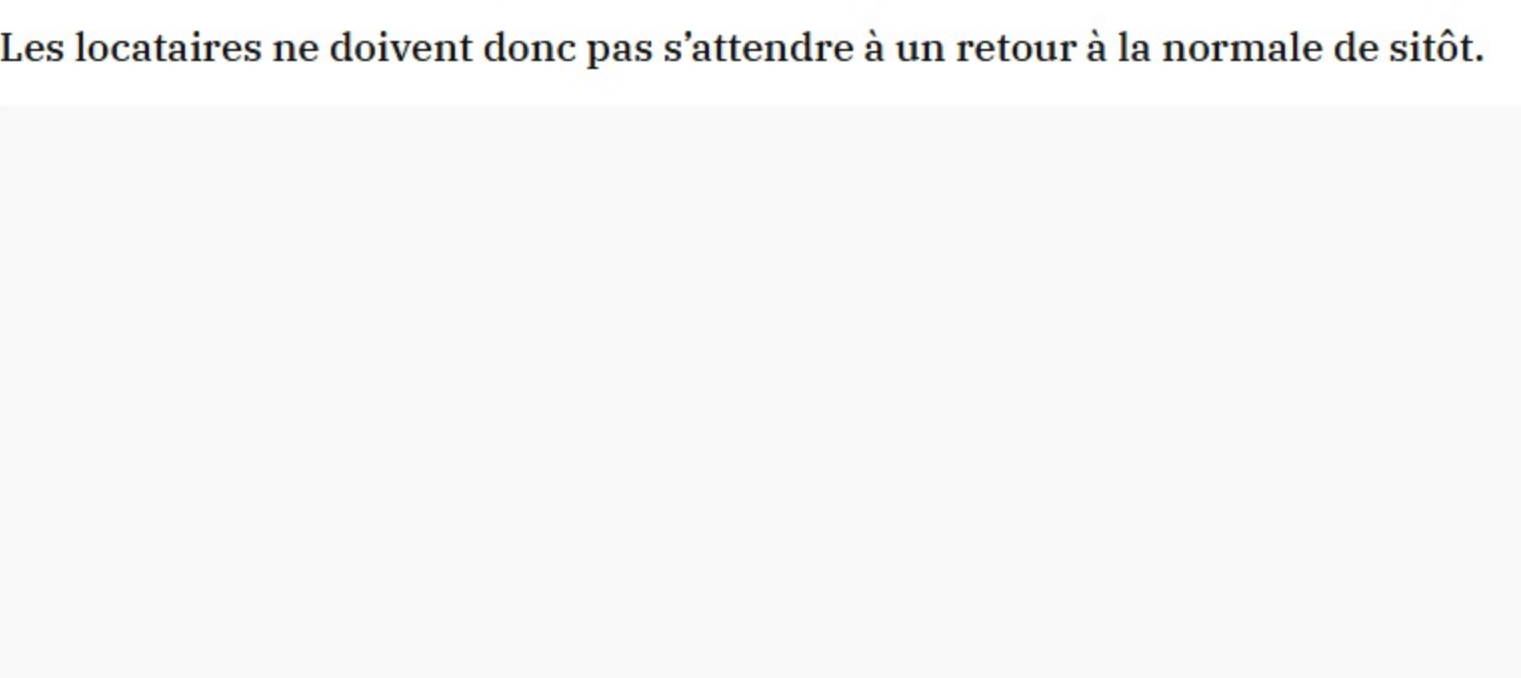 Les locataires ne doivent donc pas s’attendre à un retour à la normale de sitôt.